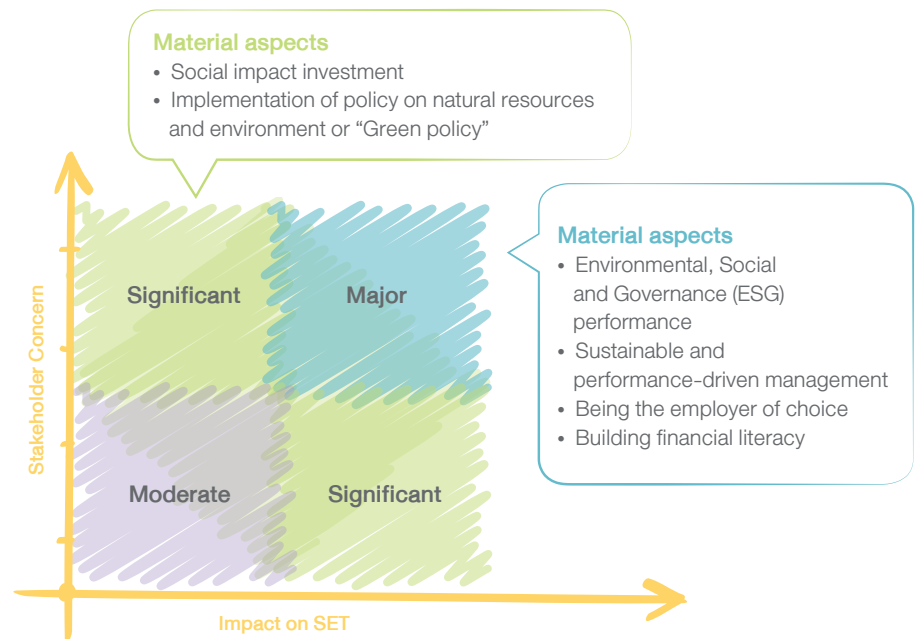 Material aspects
• Social impact investment
• Implementation of policy on natural resources
and environment or “Green policy”
Material aspects
• Environmental, Social
and Governance (ESG)
performance
• Sustainable and
performance-driven management
• Being the employer of choice
• Building financial literacy
Significant
Major
Moderate
Significant
Stakeholder Concern
Impact on SET